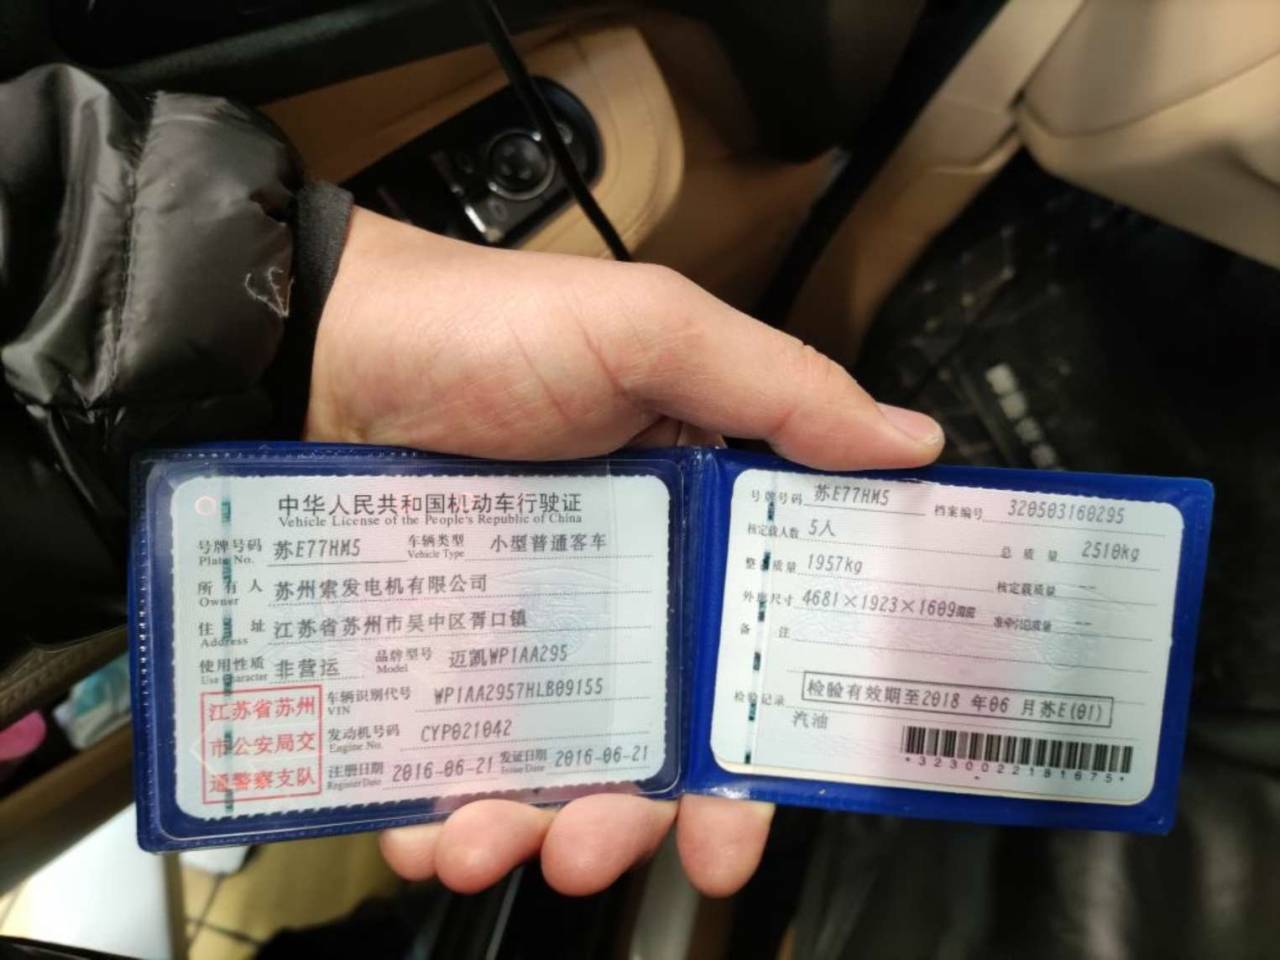 中华人民共和国机动车行驶证
Vehicle License of the People's Republic of China
号牌号码 苏E77HM5 车辆类型 小型普通客车
Plate No. Vehicle Type
所有人 苏州索发电机有限公司
Owner
住址 江苏省苏州市吴中区胥口镇
Address
使用性质 非营运 品牌型号 迈凯WP1AA295
Use Character Model
江苏省苏州
市公安局交
通警察支队
车辆识别代号 WP1AA2957HLB09155
VIN
发动机号码 CYP021042
Engine No.
注册日期 2016-06-21 发证日期 2016-06-21
Register Date Issue Date
号牌号码 苏E77HM5 档案编号 320503160295
核定载人数 5人 总质量 2510kg
整备质量 1957kg 核定载质量 --
外廓尺寸 4681×1923×1609mm 准牵引总质量 --
备注
检验记录 检验有效期至2018年06月苏E(01)
汽油
*3230022181675*